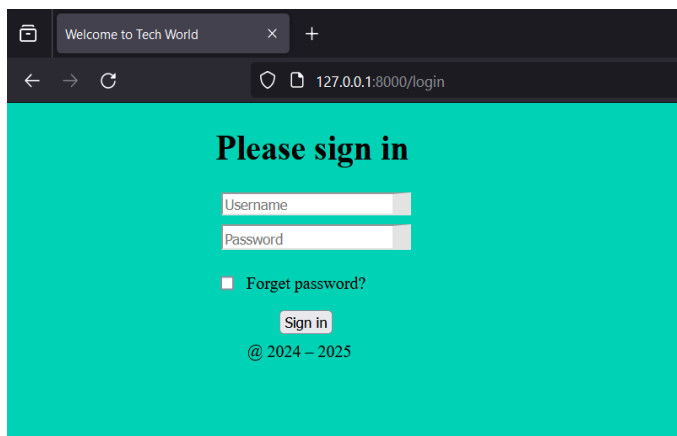 Welcome to Tech World
127.0.0.1:8000/login
Please sign in
Username
Password
Forget password?
Sign in
@ 2024 – 2025